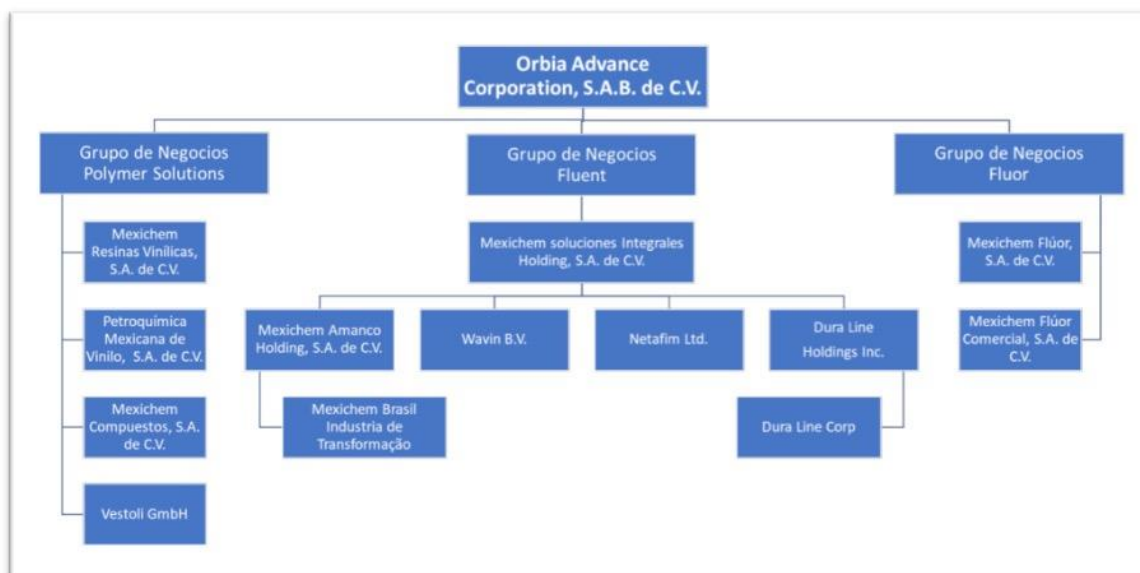 Orbia Advance
Corporation, S.A.B. de C.V.
Grupo de Negocios
Polymer Solutions
Grupo de Negocios
Fluent
Grupo de Negocios
Fluor
Mexichem
Resinas Vinílicas,
S.A. de C.V.
Petroquímica
Mexicana de
Vinilo, S.A. de C.V.
Mexichem
Compuestos, S.A.
de C.V.
Vestoli GmbH
Mexichem soluciones Integrales
Holding, S.A. de C.V.
Mexichem Amanco
Holding, S.A. de C.V.
Mexichem Brasil
Industria de
Transformação
Wavin B.V.
Netafim Ltd.
Dura Line
Holdings Inc.
Dura Line Corp
Mexichem Flúor,
S.A. de C.V.
Mexichem Flúor
Comercial, S.A. de
C.V.